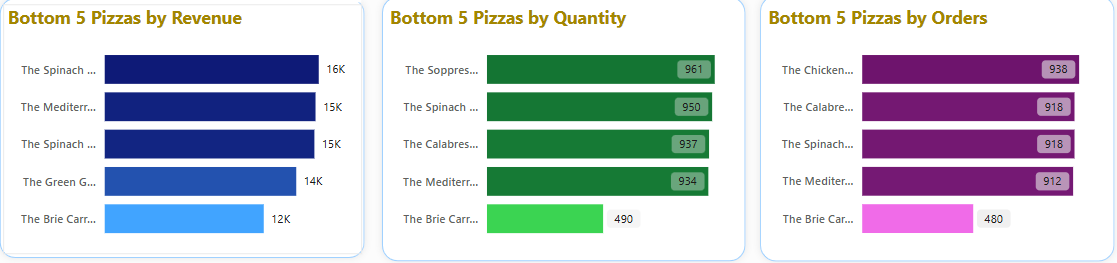 Bottom 5 Pizzas by Revenue
The Spinach ... 16K
The Mediterr... 15K
The Spinach ... 15K
The Green G... 14K
The Brie Carr... 12K
Bottom 5 Pizzas by Quantity
The Soppres... 961
The Spinach ... 950
The Calabres... 937
The Mediterr... 934
The Brie Carr... 490
Bottom 5 Pizzas by Orders
The Chicken... 938
The Calabre... 918
The Spinach... 918
The Mediter... 912
The Brie Car... 480